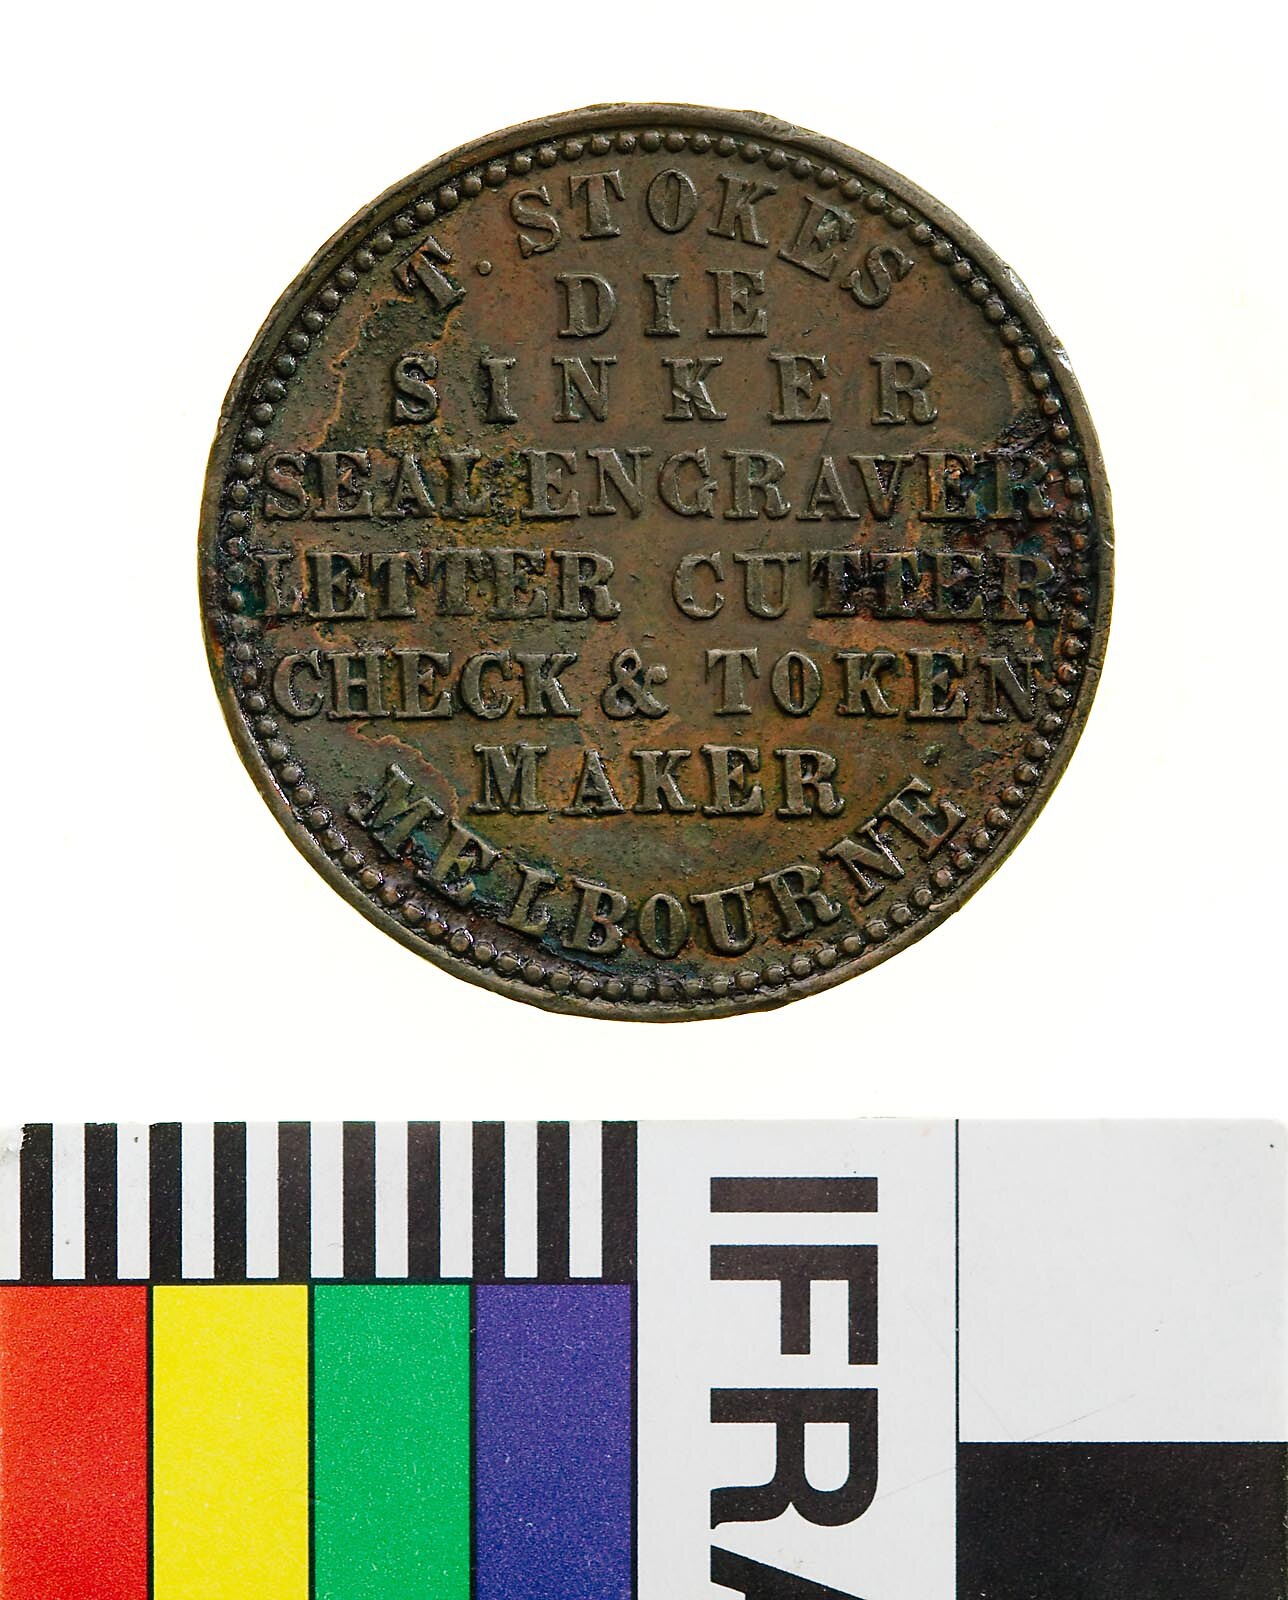 T. STOKES
DIE
SINKER
SEAL ENGRAVER
LETTER CUTTER
CHECK & TOKEN
MAKER
MELBOURNE
IFRA